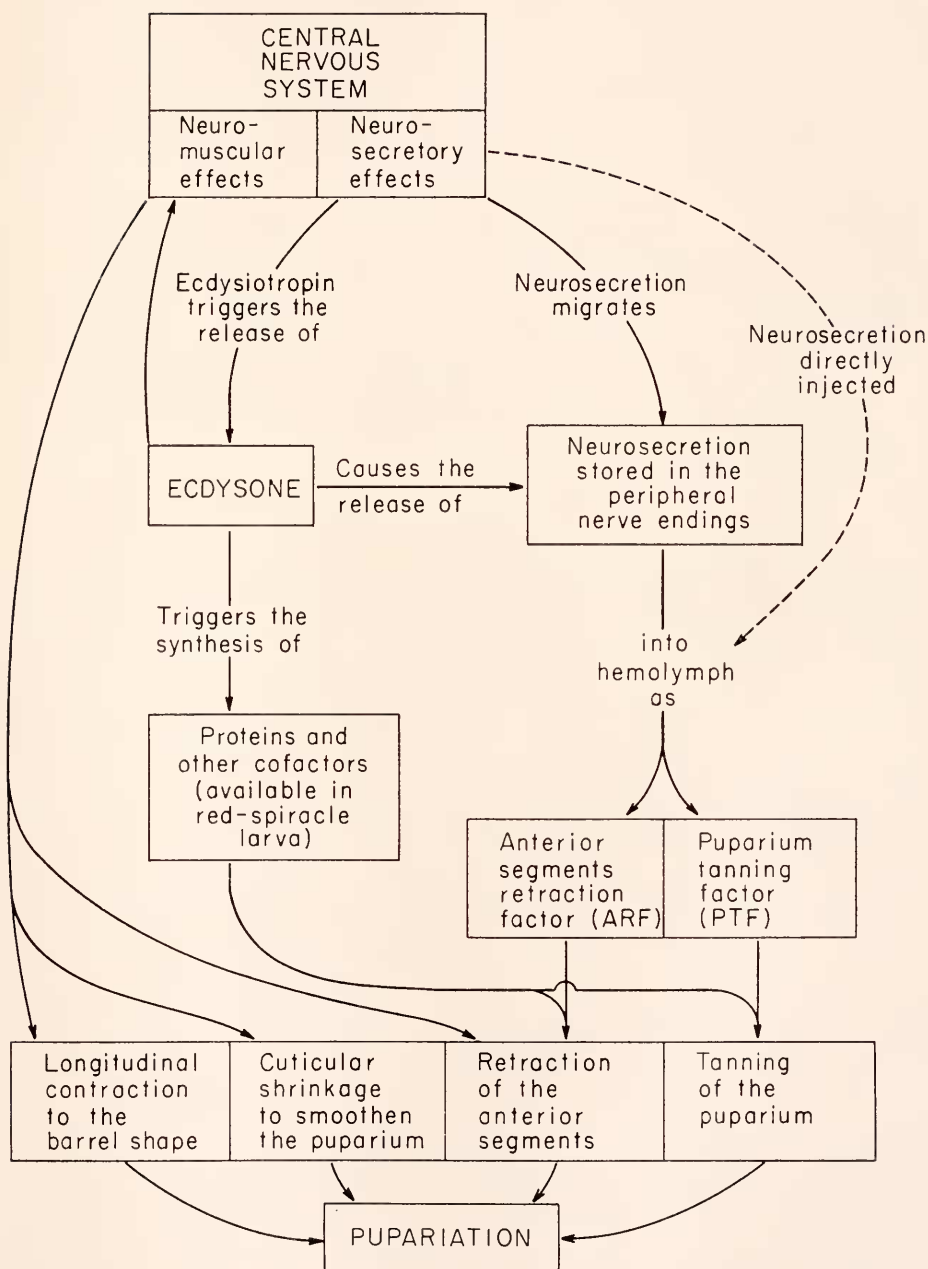 CENTRAL
NERVOUS
SYSTEM
Neuro-
muscular
effects
Neuro-
secretory
effects
Ecdysiotropin
triggers the
release of
Neurosecretion
migrates
Neurosecretion
directly
injected
ECDYSONE
Causes the
release of
Neurosecretion
stored in the
peripheral
nerve endings
Triggers the
synthesis of
into
hemolymph
as
Proteins and
other cofactors
(available in
red-spiracle
larva)
Anterior
segments
retraction
factor (ARF)
Puparium
tanning
factor
(PTF)
Longitudinal
contraction
to the
barrel shape
Cuticular
shrinkage
to smoothen
the puparium
Retraction
of the
anterior
segments
Tanning
of the
puparium
PUPARIATION